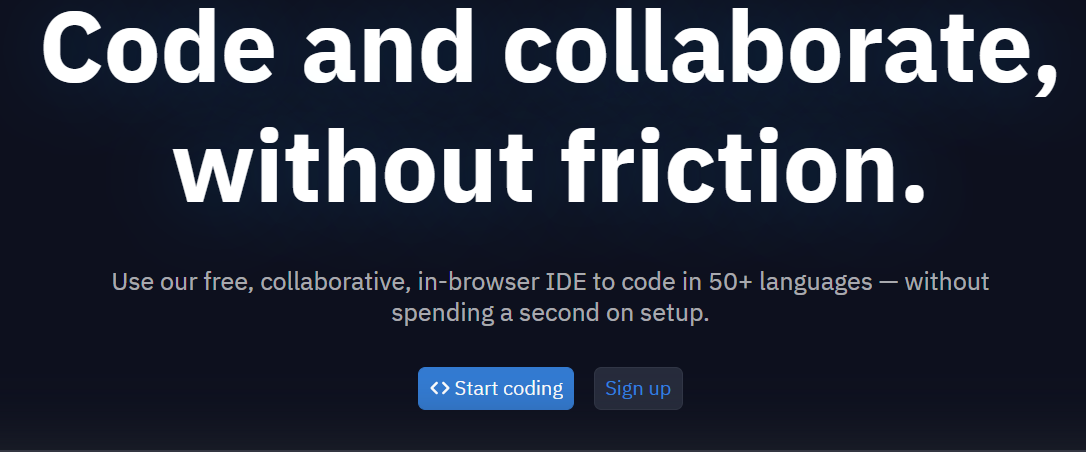 Code and collaborate,
without friction.
Use our free, collaborative, in-browser IDE to code in 50+ languages — without
spending a second on setup.
<> Start coding Sign up